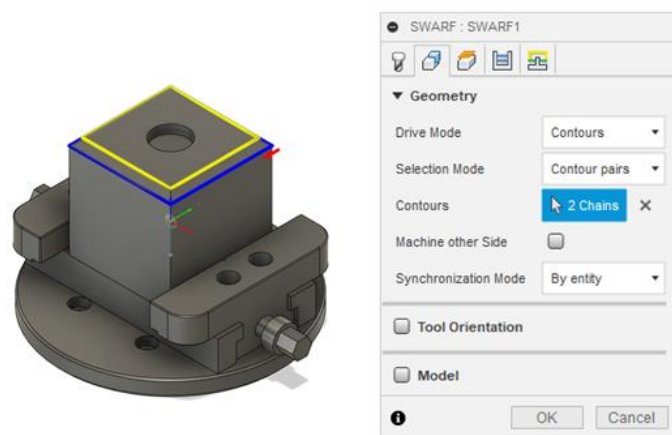 SWARF : SWARF1
Geometry
Drive Mode Contours
Selection Mode Contour pairs
Contours 2 Chains
Machine other Side
Synchronization Mode By entity
Tool Orientation
Model
OK Cancel